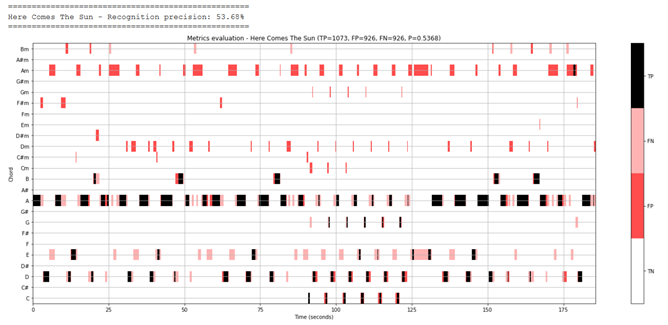 ==================================================
Here Comes The Sun - Recognition precision: 53.68%
==================================================
Metrics evaluation - Here Comes The Sun (TP=1073, FP=926, FN=926, P=0.5368)
Bm
A#m
Am
G#m
Gm
F#m
Fm
Em
D#m
Dm
C#m
Cm
B
A#
A
G#
G
F#
F
E
D#
D
C#
C
Chord
0
25
50
75
100
125
150
175
Time (seconds)
TP
FN
FP
TN